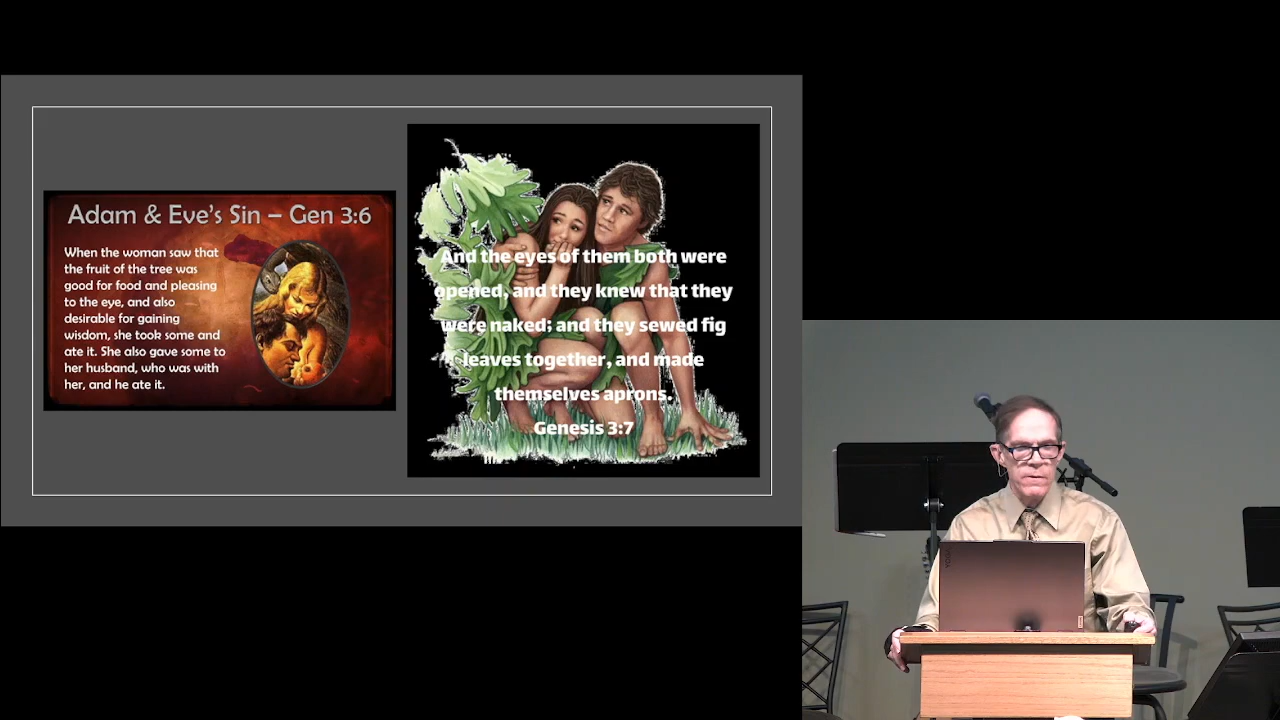 Adam & Eve's Sin – Gen 3:6
When the woman saw that
the fruit of the tree was
good for food and pleasing
to the eye, and also
desirable for gaining
wisdom, she took some and
ate it. She also gave some to
her husband, who was with
her, and he ate it.
And the eyes of them both were
opened, and they knew that they
were naked; and they sewed fig
leaves together, and made
themselves aprons.
Genesis 3:7